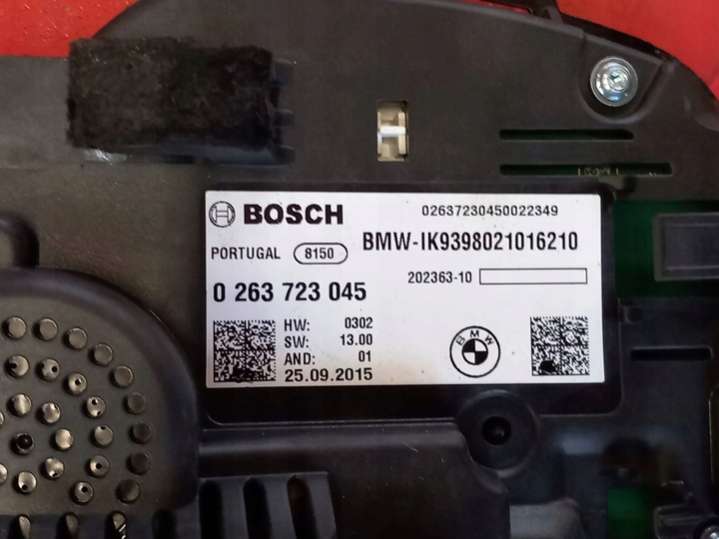 BOSCH
02637230450022349
PORTUGAL 8150
BMW-IK9398021016210
0 263 723 045
202363-10
HW: 0302
SW: 13.00
AND: 01
25.09.2015
BMW